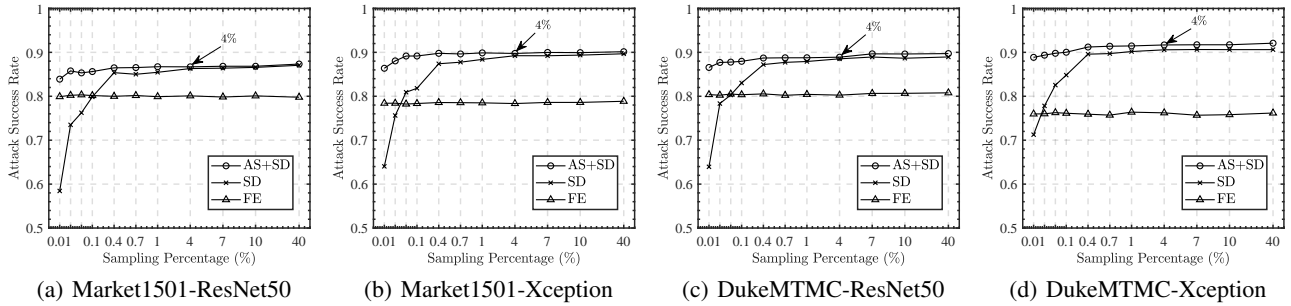 Attack Success Rate
1
0.9
0.8
0.7
0.6
0.5
4%
AS+SD
SD
FE
0.01 0.1 0.4 0.7 1 4 7 10 40
Sampling Percentage (%)
(a) Market1501-ResNet50
Attack Success Rate
1
0.9
0.8
0.7
0.6
0.5
4%
AS+SD
SD
FE
0.01 0.1 0.4 0.7 1 4 7 10 40
Sampling Percentage (%)
(b) Market1501-Xception
Attack Success Rate
1
0.9
0.8
0.7
0.6
0.5
4%
AS+SD
SD
FE
0.01 0.1 0.4 0.7 1 4 7 10 40
Sampling Percentage (%)
(c) DukeMTMC-ResNet50
Attack Success Rate
1
0.9
0.8
0.7
0.6
0.5
4%
AS+SD
SD
FE
0.01 0.1 0.4 0.7 1 4 7 10 40
Sampling Percentage (%)
(d) DukeMTMC-Xception